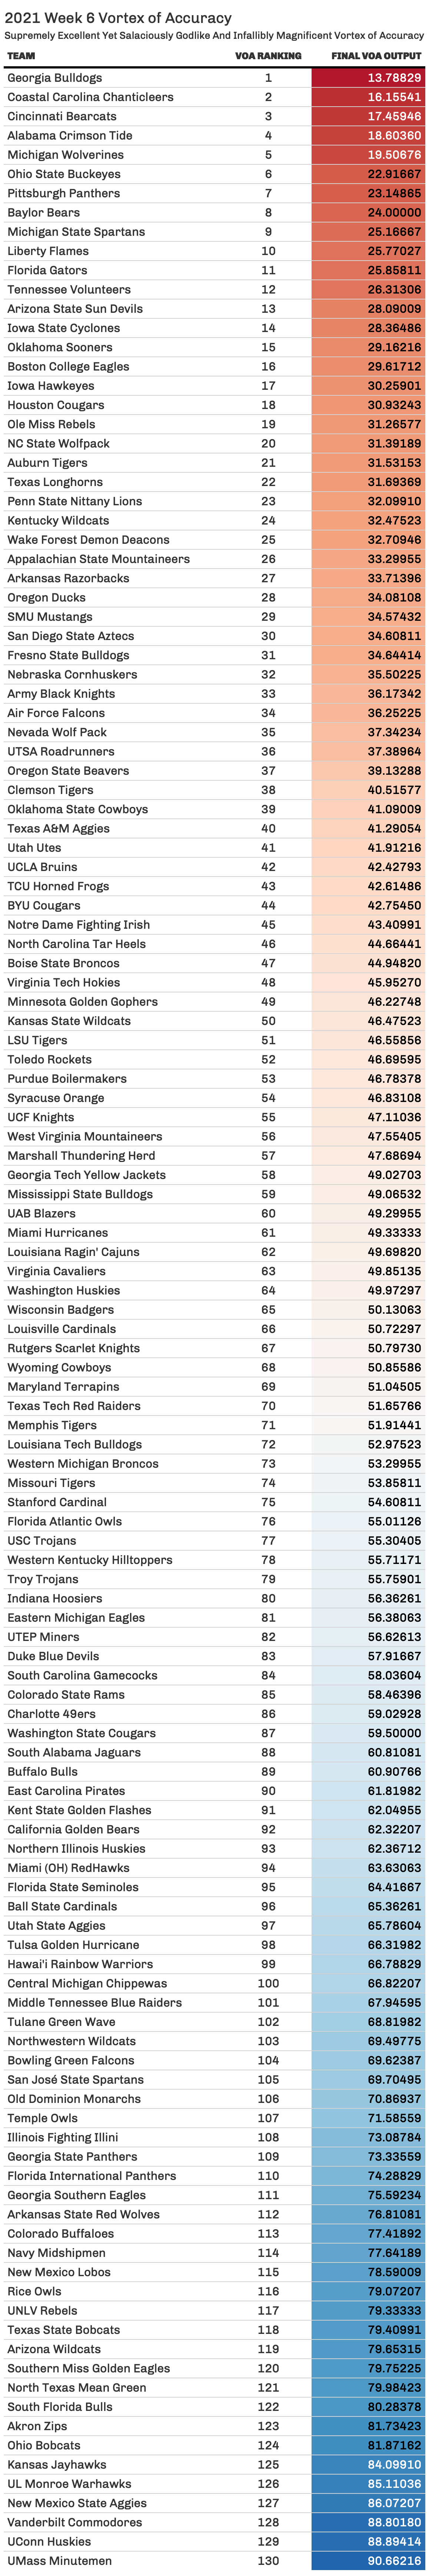 2021 Week 6 Vortex of Accuracy
Supremely Excellent Yet Salaciously Godlike And Infallibly Magnificent Vortex of Accuracy
TEAM VOA RANKING FINAL VOA OUTPUT
Georgia Bulldogs 1 13.78829
Coastal Carolina Chanticleers 2 16.15541
Cincinnati Bearcats 3 17.45946
Alabama Crimson Tide 4 18.60360
Michigan Wolverines 5 19.50676
Ohio State Buckeyes 6 22.91667
Pittsburgh Panthers 7 23.14865
Baylor Bears 8 24.00000
Michigan State Spartans 9 25.16667
Liberty Flames 10 25.77027
Florida Gators 11 25.85811
Tennessee Volunteers 12 26.31306
Arizona State Sun Devils 13 28.09009
Iowa State Cyclones 14 28.36486
Oklahoma Sooners 15 29.16216
Boston College Eagles 16 29.61712
Iowa Hawkeyes 17 30.25901
Houston Cougars 18 30.93243
Ole Miss Rebels 19 31.26577
NC State Wolfpack 20 31.39189
Auburn Tigers 21 31.53153
Texas Longhorns 22 31.69369
Penn State Nittany Lions 23 32.09910
Kentucky Wildcats 24 32.47523
Wake Forest Demon Deacons 25 32.70946
Appalachian State Mountaineers 26 33.29955
Arkansas Razorbacks 27 33.71396
Oregon Ducks 28 34.08108
SMU Mustangs 29 34.57432
San Diego State Aztecs 30 34.60811
Fresno State Bulldogs 31 34.64414
Nebraska Cornhuskers 32 35.50225
Army Black Knights 33 36.17342
Air Force Falcons 34 36.25225
Nevada Wolf Pack 35 37.34234
UTSA Roadrunners 36 37.38964
Oregon State Beavers 37 39.13288
Clemson Tigers 38 40.51577
Oklahoma State Cowboys 39 41.09009
Texas A&M Aggies 40 41.29054
Utah Utes 41 41.91216
UCLA Bruins 42 42.42793
TCU Horned Frogs 43 42.61486
BYU Cougars 44 42.75450
Notre Dame Fighting Irish 45 43.40991
North Carolina Tar Heels 46 44.66441
Boise State Broncos 47 44.94820
Virginia Tech Hokies 48 45.95270
Minnesota Golden Gophers 49 46.22748
Kansas State Wildcats 50 46.47523
LSU Tigers 51 46.55856
Toledo Rockets 52 46.69595
Purdue Boilermakers 53 46.78378
Syracuse Orange 54 46.83108
UCF Knights 55 47.11036
West Virginia Mountaineers 56 47.55405
Marshall Thundering Herd 57 47.68694
Georgia Tech Yellow Jackets 58 49.02703
Mississippi State Bulldogs 59 49.06532
UAB Blazers 60 49.29955
Miami Hurricanes 61 49.33333
Louisiana Ragin' Cajuns 62 49.69820
Virginia Cavaliers 63 49.85135
Washington Huskies 64 49.97297
Wisconsin Badgers 65 50.13063
Louisville Cardinals 66 50.72297
Rutgers Scarlet Knights 67 50.79730
Wyoming Cowboys 68 50.85586
Maryland Terrapins 69 51.04505
Texas Tech Red Raiders 70 51.65766
Memphis Tigers 71 51.91441
Louisiana Tech Bulldogs 72 52.97523
Western Michigan Broncos 73 53.29955
Missouri Tigers 74 53.85811
Stanford Cardinal 75 54.60811
Florida Atlantic Owls 76 55.01126
USC Trojans 77 55.30405
Western Kentucky Hilltoppers 78 55.71171
Troy Trojans 79 55.75901
Indiana Hoosiers 80 56.36261
Eastern Michigan Eagles 81 56.38063
UTEP Miners 82 56.62613
Duke Blue Devils 83 57.91667
South Carolina Gamecocks 84 58.03604
Colorado State Rams 85 58.46396
Charlotte 49ers 86 59.02928
Washington State Cougars 87 59.50000
South Alabama Jaguars 88 60.81081
Buffalo Bulls 89 60.90766
East Carolina Pirates 90 61.81982
Kent State Golden Flashes 91 62.04955
California Golden Bears 92 62.32207
Northern Illinois Huskies 93 62.36712
Miami (OH) RedHawks 94 63.63063
Florida State Seminoles 95 64.41667
Ball State Cardinals 96 65.36261
Utah State Aggies 97 65.78604
Tulsa Golden Hurricane 98 66.31982
Hawai'i Rainbow Warriors 99 66.78829
Central Michigan Chippewas 100 66.82207
Middle Tennessee Blue Raiders 101 67.94595
Tulane Green Wave 102 68.81982
Northwestern Wildcats 103 69.49775
Bowling Green Falcons 104 69.62387
San José State Spartans 105 69.70495
Old Dominion Monarchs 106 70.86937
Temple Owls 107 71.58559
Illinois Fighting Illini 108 73.08784
Georgia State Panthers 109 73.33559
Florida International Panthers 110 74.28829
Georgia Southern Eagles 111 75.59234
Arkansas State Red Wolves 112 76.81081
Colorado Buffaloes 113 77.41892
Navy Midshipmen 114 77.64189
New Mexico Lobos 115 78.59009
Rice Owls 116 79.07207
UNLV Rebels 117 79.33333
Texas State Bobcats 118 79.40991
Arizona Wildcats 119 79.65315
Southern Miss Golden Eagles 120 79.75225
North Texas Mean Green 121 79.98423
South Florida Bulls 122 80.28378
Akron Zips 123 81.73423
Ohio Bobcats 124 81.87162
Kansas Jayhawks 125 84.09910
UL Monroe Warhawks 126 85.11036
New Mexico State Aggies 127 86.07207
Vanderbilt Commodores 128 88.80180
UConn Huskies 129 88.89414
UMass Minutemen 130 90.66216